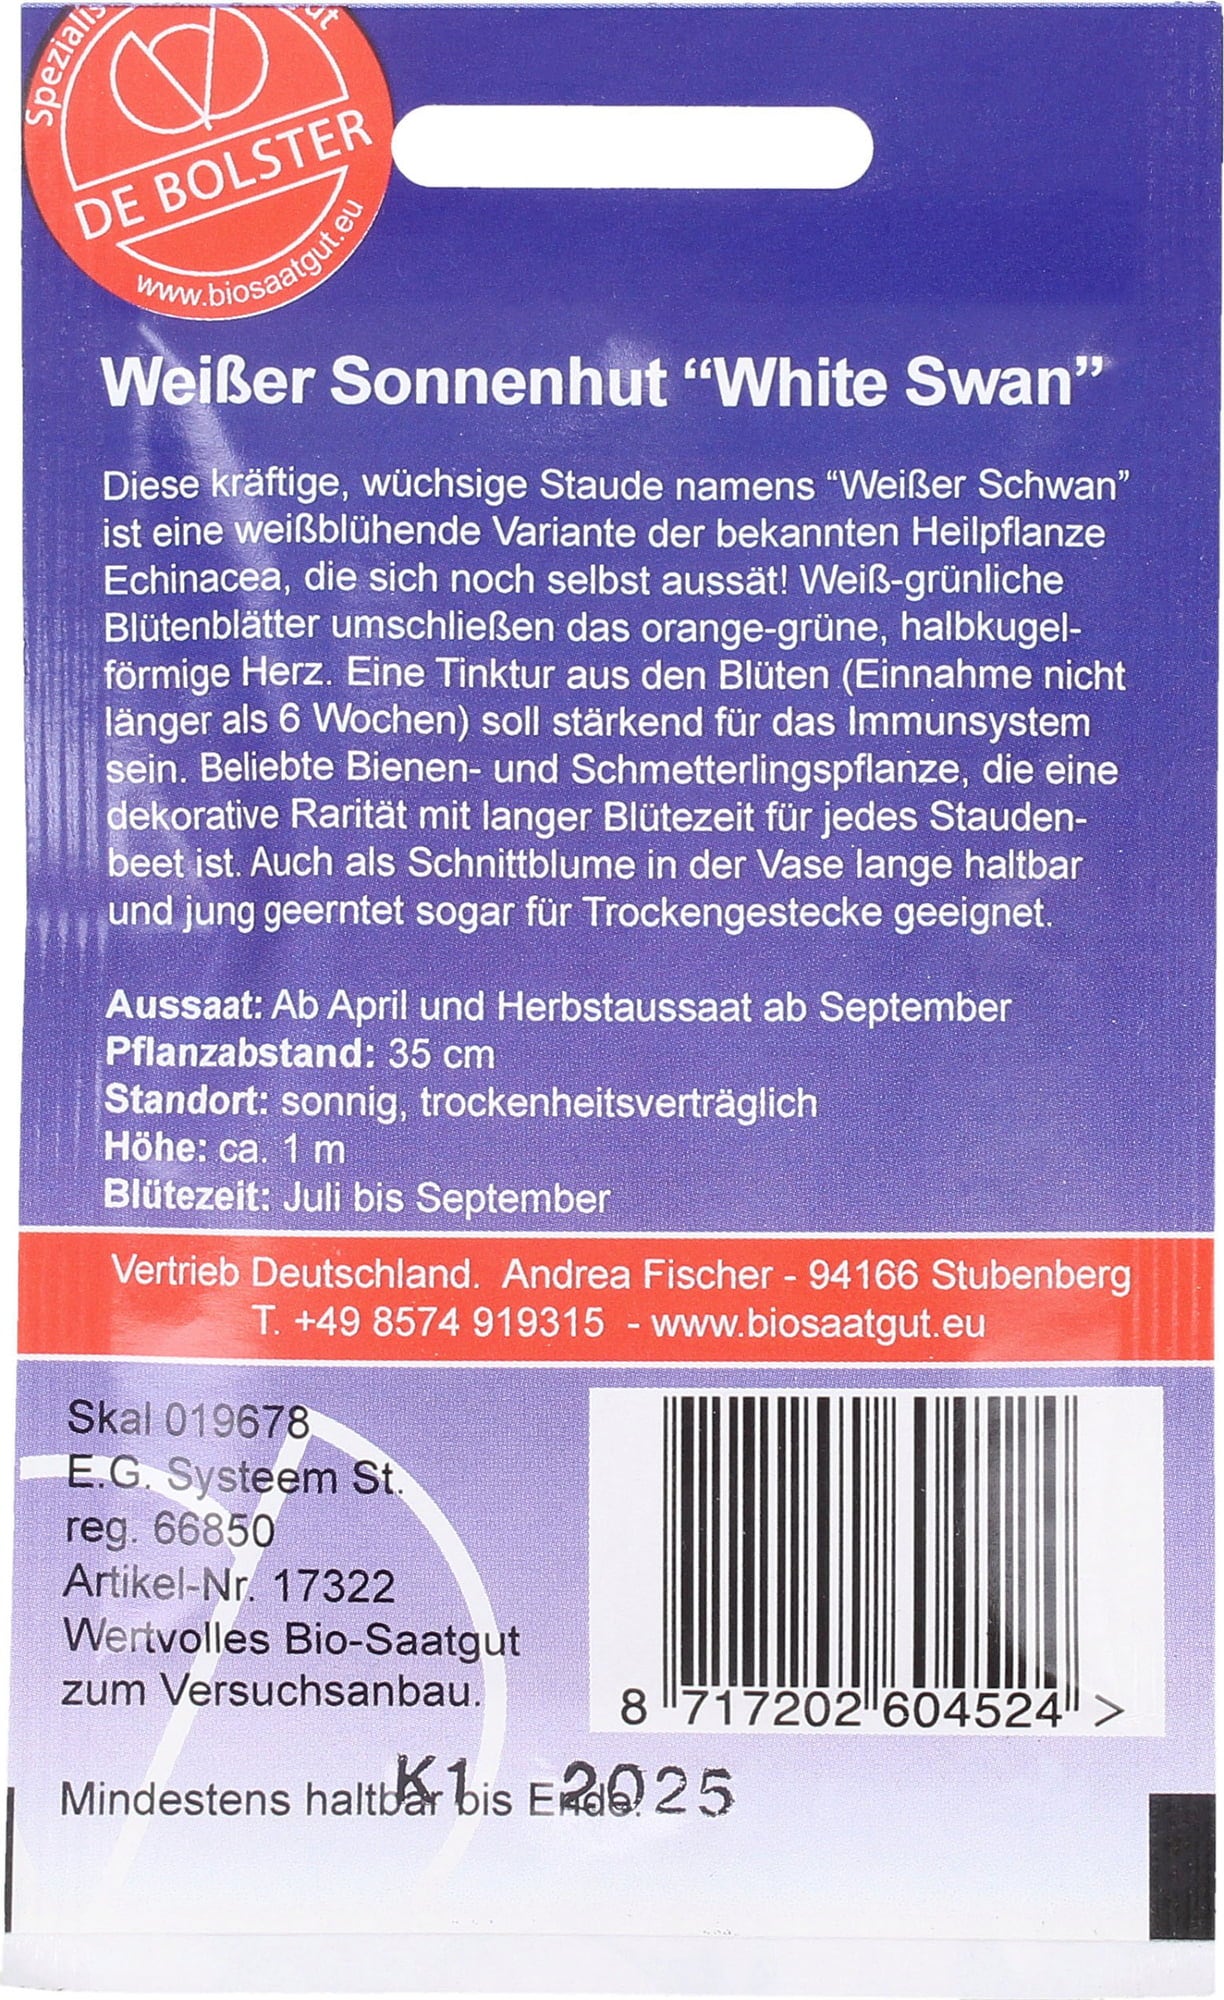 DE BOLSTER
www.biosaatgut.eu
Weißer Sonnenhut “White Swan”
Diese kräftige, wüchsige Staude namens “Weißer Schwan”
ist eine weißblühende Variante der bekannten Heilpflanze
Echinacea, die sich noch selbst aussät! Weiß-grünliche
Blütenblätter umschließen das orange-grüne, halbkugel-
förmige Herz. Eine Tinktur aus den Blüten (Einnahme nicht
länger als 6 Wochen) soll stärkend für das Immunsystem
sein. Beliebte Bienen- und Schmetterlingspflanze, die eine
dekorative Rarität mit langer Blütezeit für jedes Stauden-
beet ist. Auch als Schnittblume in der Vase lange haltbar
und jung geerntet sogar für Trockengestecke geeignet.
Aussaat: Ab April und Herbstaussaat ab September
Pflanzabstand: 35 cm
Standort: sonnig, trockenheitsverträglich
Höhe: ca. 1 m
Blütezeit: Juli bis September
Vertrieb Deutschland. Andrea Fischer - 94166 Stubenberg
T. +49 8574 919315 - www.biosaatgut.eu
Skal 019678
E.G. Systeem St.
reg. 66850
Artikel-Nr. 17322
Wertvolles Bio-Saatgut
zum Versuchsanbau.
8 717202 604524 >
K1 2025
Mindestens haltbar bis Ende: